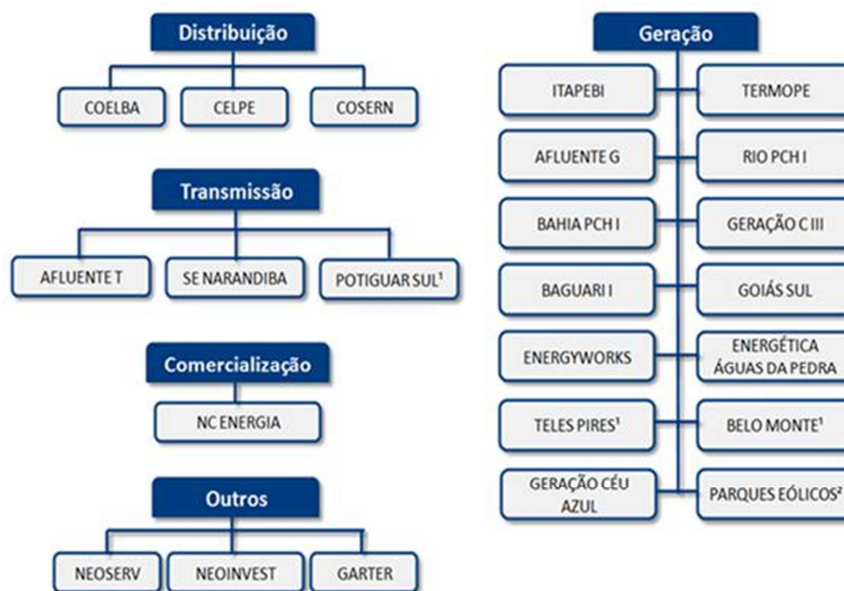 Distribuição
COELBA
CELPE
COSERN
Transmissão
AFLUENTE T
SE NARANDIBA
POTIGUAR SUL¹
Comercialização
NC ENERGIA
Outros
NEOSERV
NEOINVEST
GARTER
Geração
ITAPEBI
TERMOPE
AFLUENTE G
RIO PCH I
BAHIA PCH I
GERAÇÃO C III
BAGUARI I
GOIÁS SUL
ENERGYWORKS
ENERGÉTICA
ÁGUAS DA PEDRA
TELES PIRES¹
BELO MONTE¹
GERAÇÃO CÉU
AZUL
PARQUES EÓLICOS²